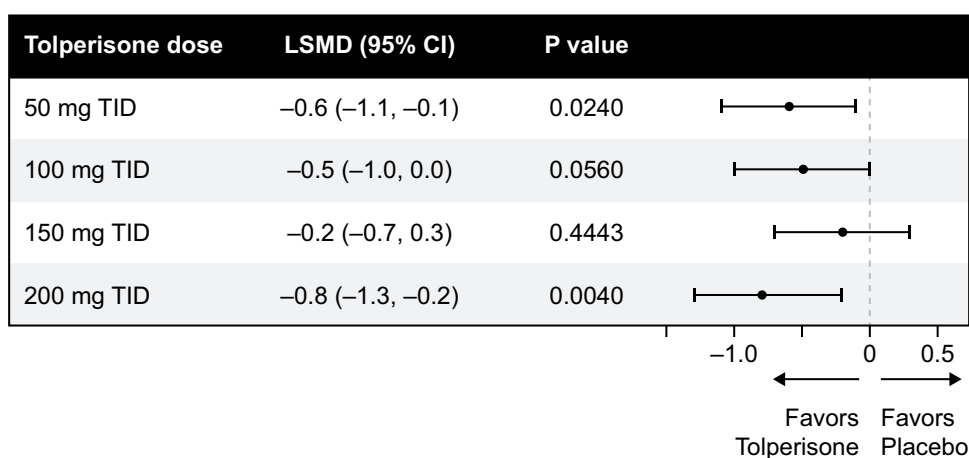 Tolperisone dose LSMD (95% CI) P value
50 mg TID –0.6 (–1.1, –0.1) 0.0240
100 mg TID –0.5 (–1.0, 0.0) 0.0560
150 mg TID –0.2 (–0.7, 0.3) 0.4443
200 mg TID –0.8 (–1.3, –0.2) 0.0040
–1.0 0 0.5
Favors Favors
Tolperisone Placebo